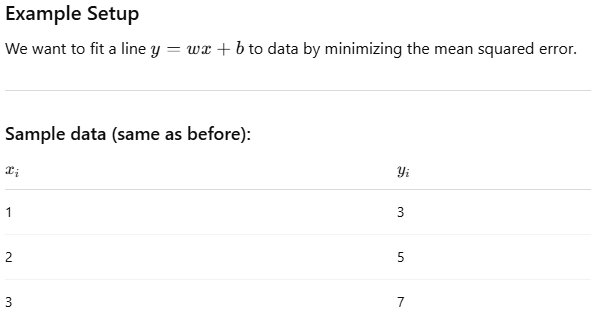 Example Setup
We want to fit a line y = wx + b to data by minimizing the mean squared error.
Sample data (same as before):
xᵢ yᵢ
1 3
2 5
3 7